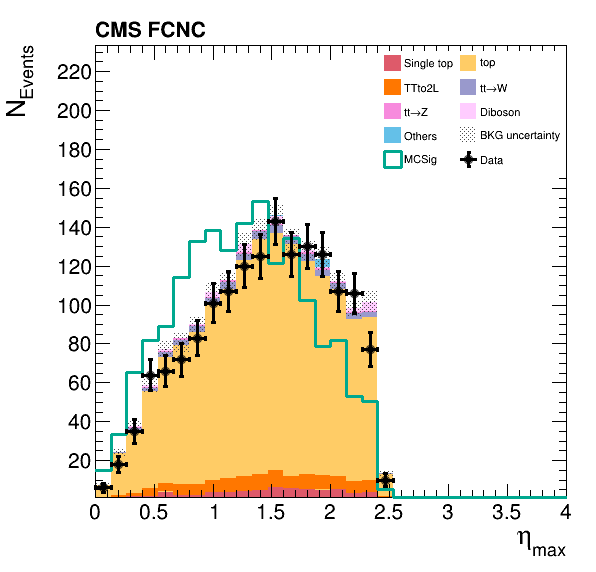 CMS FCNC
N_Events
220
200
180
160
140
120
100
80
60
40
20
Single top
top
TTto2L
tt→W
tt→Z
Diboson
Others
BKG uncertainty
MCSig
Data
0 0.5 1 1.5 2 2.5 3 3.5 4
η_max